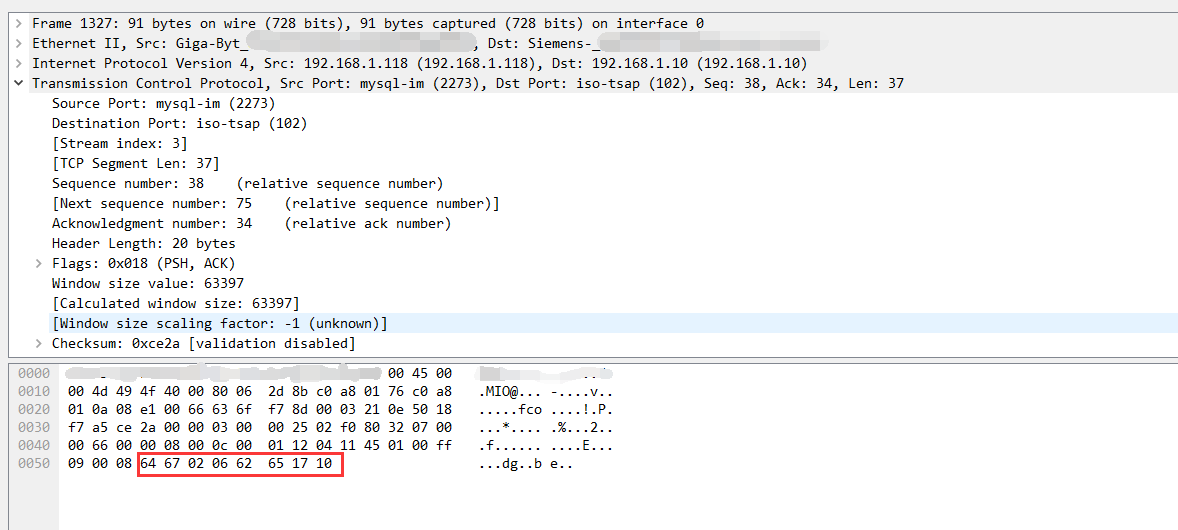 Frame 1327: 91 bytes on wire (728 bits), 91 bytes captured (728 bits) on interface 0
Ethernet II, Src: Giga-Byt_ , Dst: Siemens-_
Internet Protocol Version 4, Src: 192.168.1.118 (192.168.1.118), Dst: 192.168.1.10 (192.168.1.10)
Transmission Control Protocol, Src Port: mysql-im (2273), Dst Port: iso-tsap (102), Seq: 38, Ack: 34, Len: 37
Source Port: mysql-im (2273)
Destination Port: iso-tsap (102)
[Stream index: 3]
[TCP Segment Len: 37]
Sequence number: 38    (relative sequence number)
[Next sequence number: 75    (relative sequence number)]
Acknowledgment number: 34    (relative ack number)
Header Length: 20 bytes
Flags: 0x018 (PSH, ACK)
Window size value: 63397
[Calculated window size: 63397]
[Window size scaling factor: -1 (unknown)]
Checksum: 0xce2a [validation disabled]
0000 00 45 00
0010 00 4d 49 4f 40 00 80 06  2d 8b c0 a8 01 76 c0 a8 .MIO@... -....v..
0020 01 0a 08 e1 00 66 63 6f  f7 8d 00 03 21 0e 50 18 .....fco ....!.P.
0030 f7 a5 ce 2a 00 00 03 00  00 25 02 f0 80 32 07 00 ...*.... .%...2..
0040 00 66 00 00 08 00 0c 00  01 12 04 11 45 01 00 ff .f...... ....E...
0050 09 00 08 64 67 02 06 62  65 17 10 ...dg..b e..